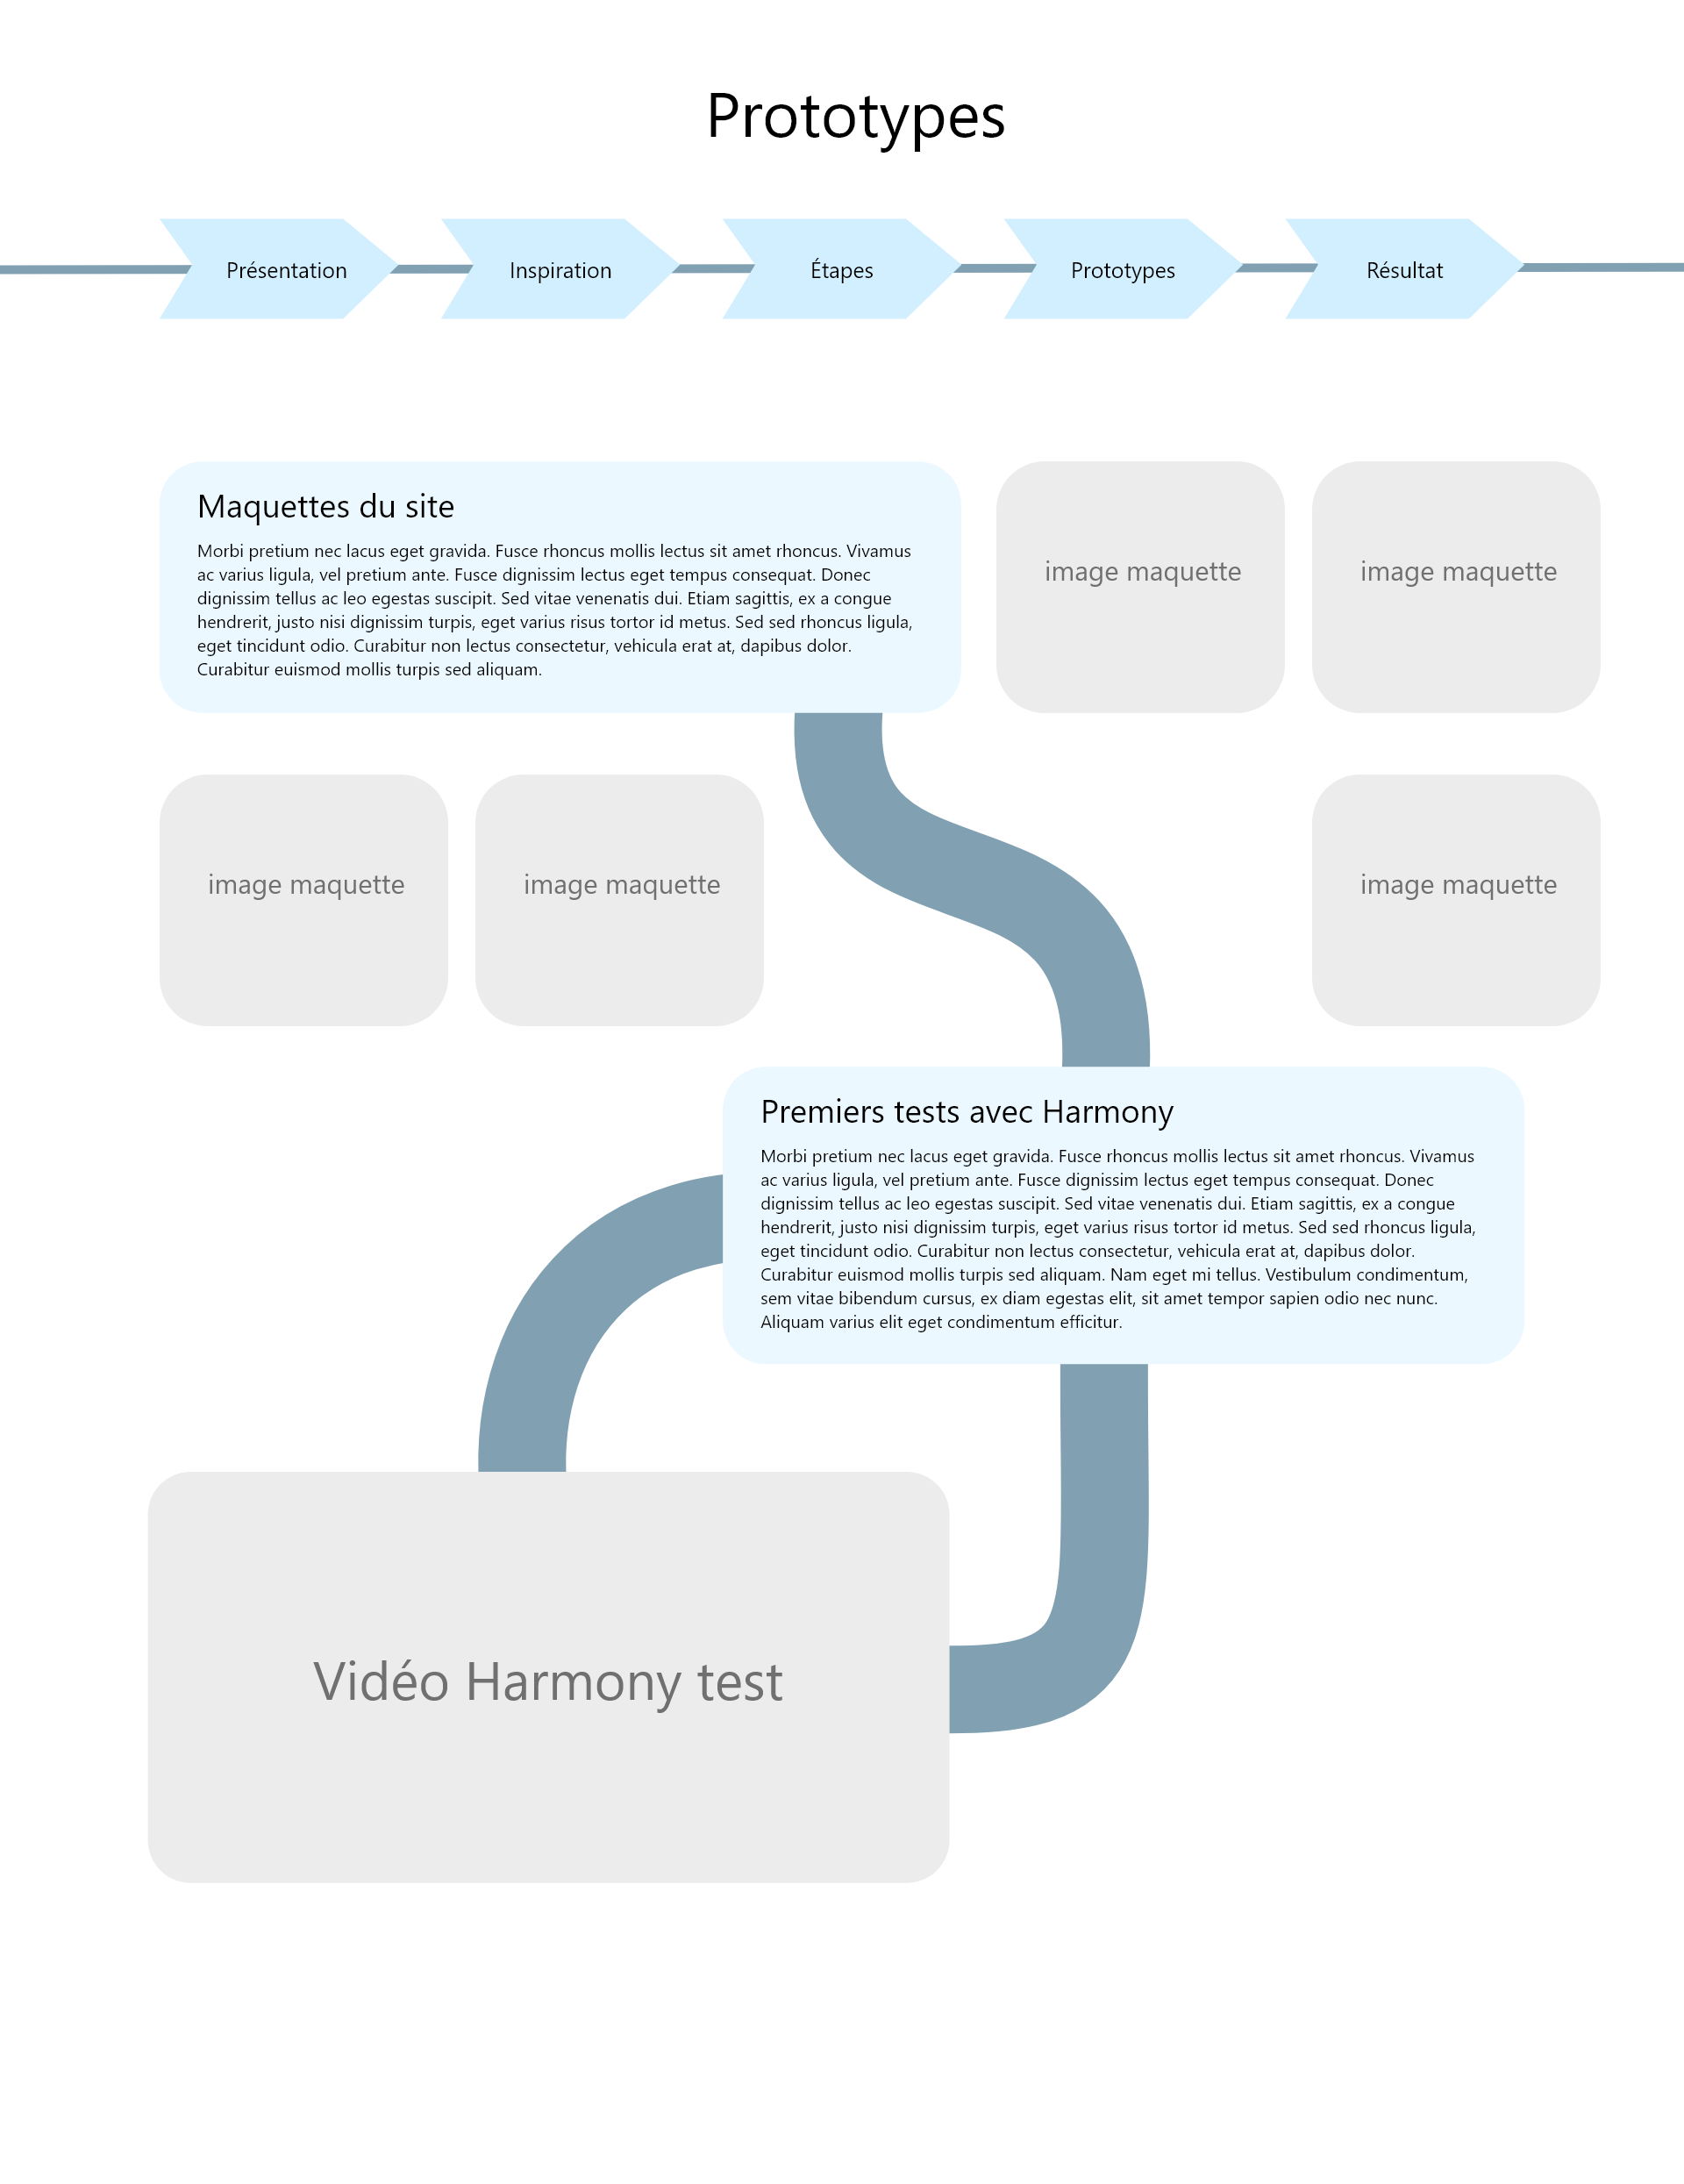 Prototypes
Présentation
Inspiration
Étapes
Prototypes
Résultat
Maquettes du site
Morbi pretium nec lacus eget gravida. Fusce rhoncus mollis lectus sit amet rhoncus. Vivamus
ac varius ligula, vel pretium ante. Fusce dignissim lectus eget tempus consequat. Donec
dignissim tellus ac leo egestas suscipit. Sed vitae venenatis dui. Etiam sagittis, ex a congue
hendrerit, justo nisi dignissim turpis, eget varius risus tortor id metus. Sed sed rhoncus ligula,
eget tincidunt odio. Curabitur non lectus consectetur, vehicula erat at, dapibus dolor.
Curabitur euismod mollis turpis sed aliquam.
image maquette
image maquette
image maquette
image maquette
image maquette
Premiers tests avec Harmony
Morbi pretium nec lacus eget gravida. Fusce rhoncus mollis lectus sit amet rhoncus. Vivamus
ac varius ligula, vel pretium ante. Fusce dignissim lectus eget tempus consequat. Donec
dignissim tellus ac leo egestas suscipit. Sed vitae venenatis dui. Etiam sagittis, ex a congue
hendrerit, justo nisi dignissim turpis, eget varius risus tortor id metus. Sed sed rhoncus ligula,
eget tincidunt odio. Curabitur non lectus consectetur, vehicula erat at, dapibus dolor.
Curabitur euismod mollis turpis sed aliquam. Nam eget mi tellus. Vestibulum condimentum,
sem vitae bibendum cursus, ex diam egestas elit, sit amet tempor sapien odio nec nunc.
Aliquam varius elit eget condimentum efficitur.
Vidéo Harmony test